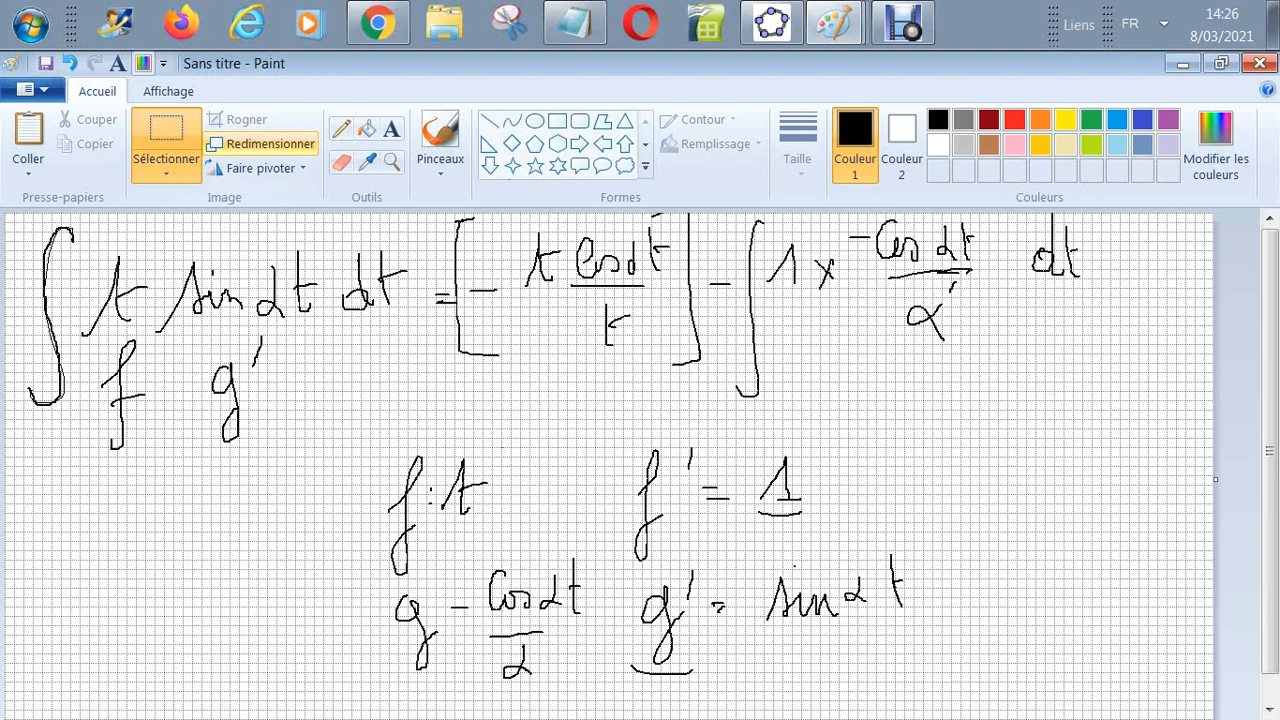 14:26
Liens FR 8/03/2021
Sans titre - Paint
Accueil Affichage
Couper Rogner Contour
Copier Redimensionner Remplissage
Coller Sélectionner Faire pivoter Pinceaux Taille Couleur 1 Couleur 2 Modifier les couleurs
Presse-papiers Image Outils Formes Couleurs
∫ t sin αt dt = [ - t cos αt / t ] - ∫ 1 x -cos αt / α dt
f g'
f : t f' = 1
g - cos αt / α g' = sin α t